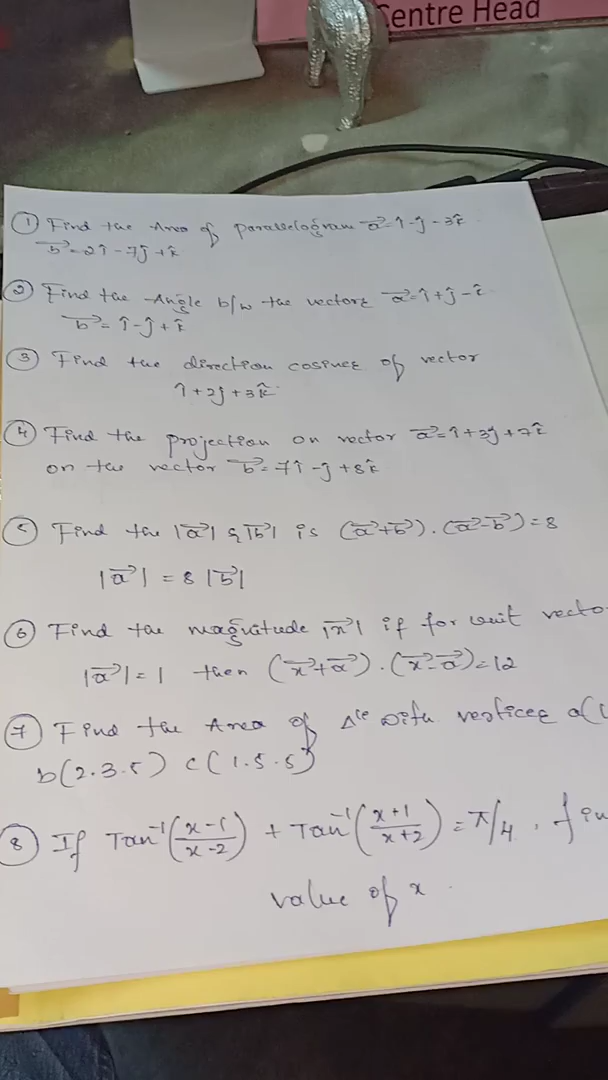 Centre Head
① Find the Area of parallelogram a⃗=î-ĵ-3k̂
b⃗=2î-7ĵ+k̂
② Find the Angle b/w the vectors a⃗=î+ĵ-k̂
b⃗=î-ĵ+k̂
③ Find the direction cosines of vector
î+2ĵ+3k̂
④ Find the projection on vector a⃗=î+3ĵ+7k̂
on the vector b⃗=7î-ĵ+8k̂
⑤ Find the |a⃗| & |b⃗| is (a⃗+b⃗).(a⃗-b⃗)=8
|a⃗|=8|b⃗|
⑥ Find the magnitude |x⃗| if for unit vecto
|a⃗|=1 then (x⃗+a⃗).(x⃗-a⃗)=12
⑦ Find the Area of Δle with vertices a(1
b(2.3.5) c(1.5.5)
⑧ If Tan⁻¹(x-1/x-2) + Tan⁻¹(x+1/x+2)=π/4, fin
value of x.